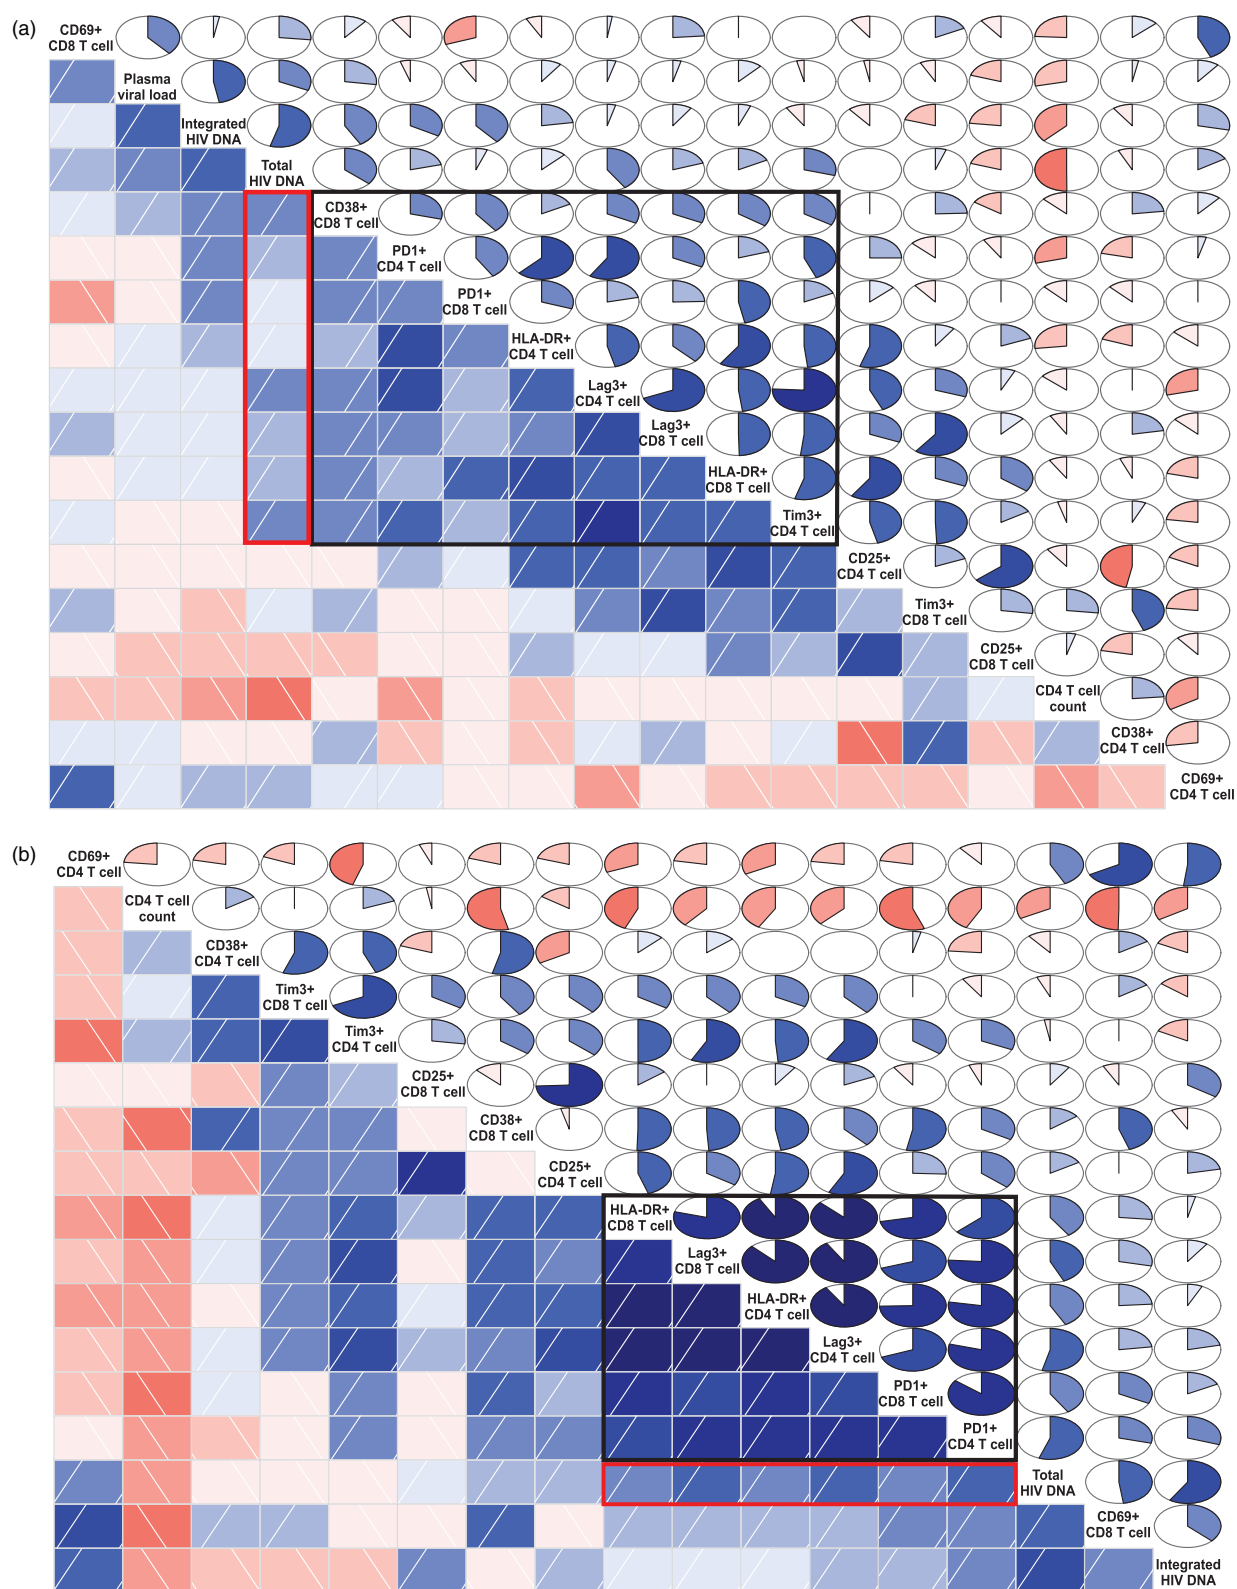 (a)
CD69+
CD8 T cell
Plasma
viral load
Integrated
HIV DNA
Total
HIV DNA
CD38+
CD8 T cell
PD1+
CD4 T cell
PD1+
CD8 T cell
HLA-DR+
CD4 T cell
Lag3+
CD4 T cell
Lag3+
CD8 T cell
HLA-DR+
CD8 T cell
Tim3+
CD4 T cell
CD25+
CD4 T cell
Tim3+
CD8 T cell
CD25+
CD8 T cell
CD4 T cell
count
CD38+
CD4 T cell
CD69+
CD4 T cell
(b)
CD69+
CD4 T cell
CD4 T cell
count
CD38+
CD4 T cell
Tim3+
CD8 T cell
Tim3+
CD4 T cell
CD25+
CD8 T cell
CD38+
CD8 T cell
CD25+
CD4 T cell
HLA-DR+
CD8 T cell
Lag3+
CD8 T cell
HLA-DR+
CD4 T cell
Lag3+
CD4 T cell
PD1+
CD8 T cell
PD1+
CD4 T cell
Total
HIV DNA
CD69+
CD8 T cell
Integrated
HIV DNA